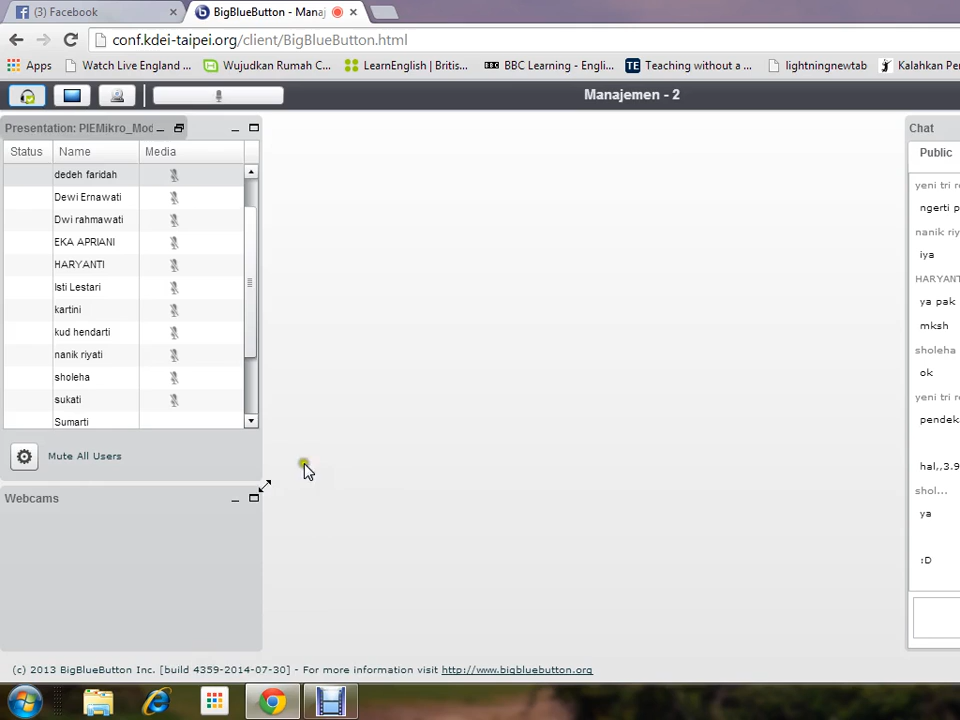 (3) Facebook
BigBlueButton - Manaj
conf.kdei-taipei.org/client/BigBlueButton.html
Apps
Watch Live England ...
Wujudkan Rumah C...
LearnEnglish | Britis...
BBC BBC Learning - Engli...
TE Teaching without a ...
lightningnewtab
Kalahkan Per
Manajemen - 2
Presentation: PIEMikro_Mod
Status Name Media
dedeh faridah
Dewi Ernawati
Dwi rahmawati
EKA APRIANI
HARYANTI
Isti Lestari
kartini
kud hendarti
nanik riyati
sholeha
sukati
Sumarti
Mute All Users
Webcams
Chat
Public
yeni tri r
ngerti p
nanik riy
iya
HARYANT
ya pak
mksh
sholeha
ok
yeni tri r
pendek
hal,,3.9
shol...
ya
:D
(c) 2013 BigBlueButton Inc. [build 4359-2014-07-30] - For more information visit http://www.bigbluebutton.org